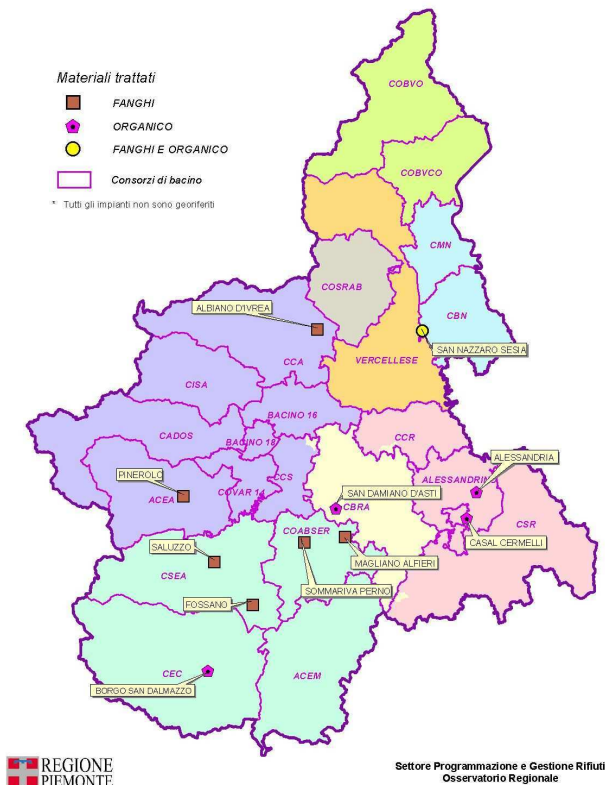 Materiali trattati
FANGHI
ORGANICO
FANGHI E ORGANICO
Consorzi di bacino
* Tutti gli impianti non sono georifenti
COBVO
COBVCO
CMN
COSRAB
CBN
ALBIANO D'IVREA
SAN NAZZARO SESIA
CCA
VERCELLESE
CISA
BACINO 16
CADOS
CCR
BACINO 18
PINEROLO
ACEA
COVAR 14
CCS
ALESSANDRINO
ALESSANDRIA
SAN DAMIANO D'ASTI
CBRA
CSR
CASAL CERMELLI
SALUZZO
COABSER
MAGLIANO ALFIERI
CSEA
SOMMARIVA PERNO
FOSSANO
CEC
ACEM
BORGO SAN DALMAZZO
REGIONE
PIEMONTE
Settore Programmazione e Gestione Rifiuti
Osservatorio Regionale